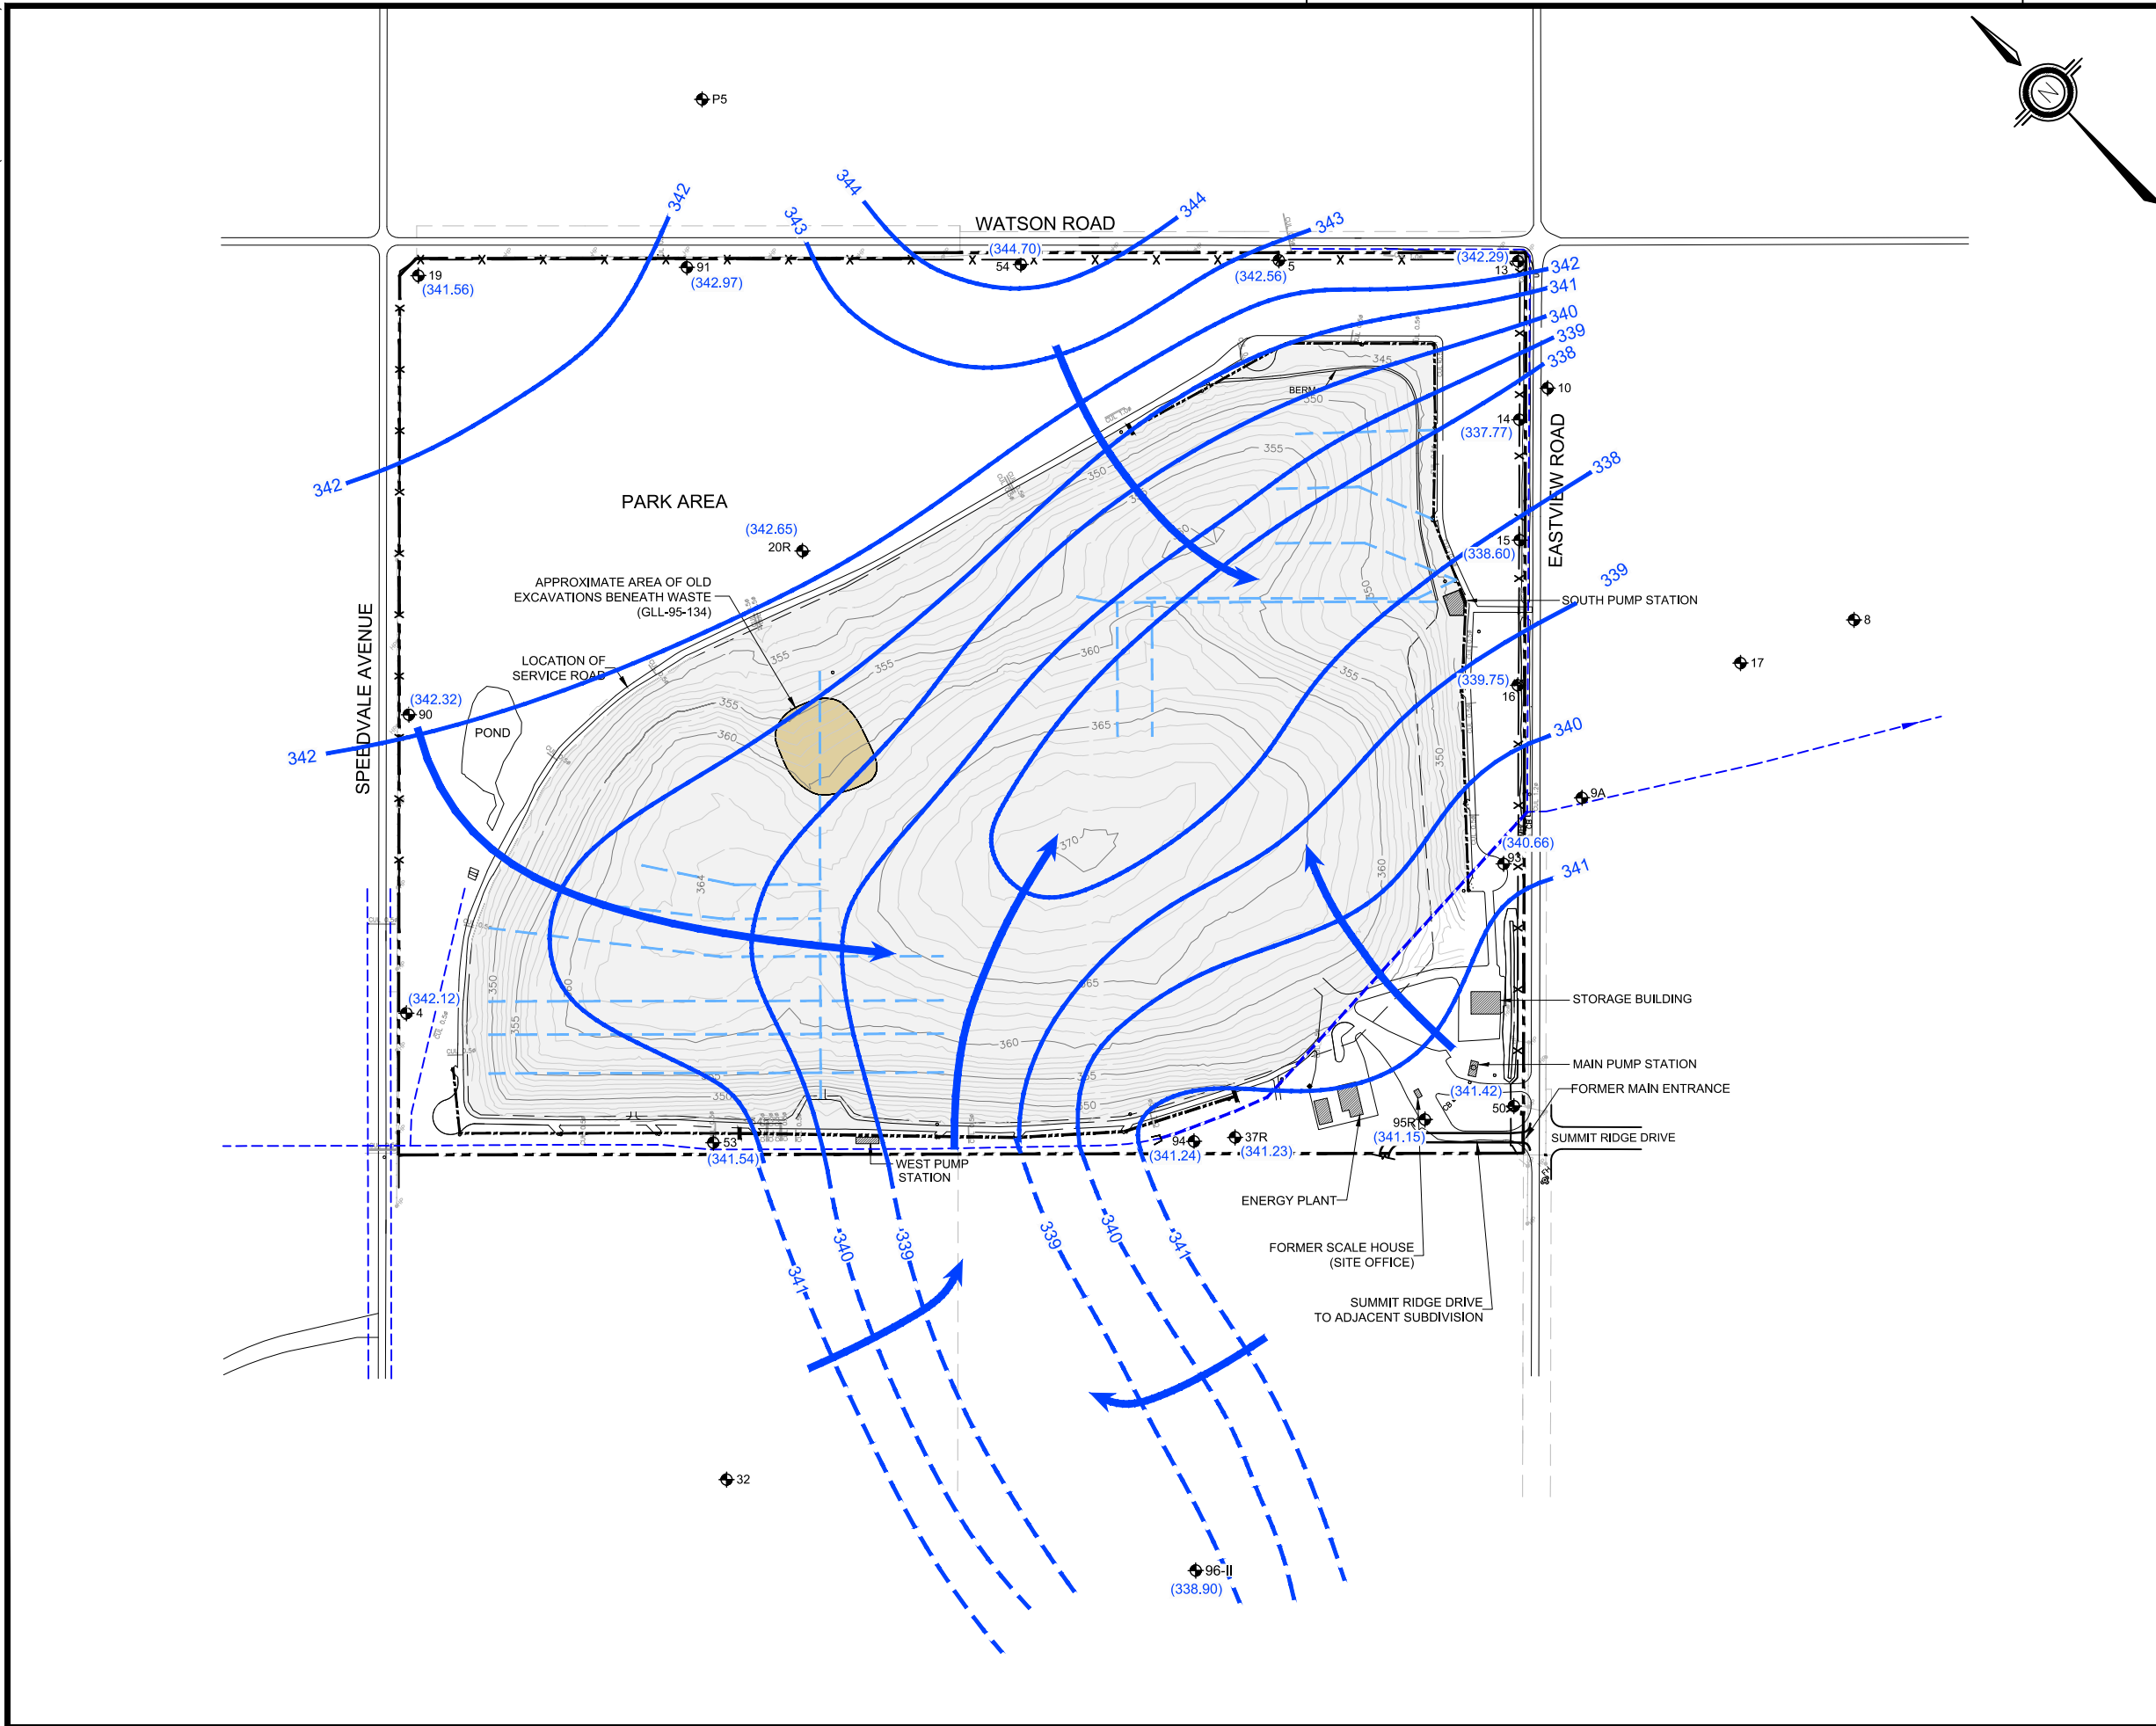 P5
N
342
344
343
344
343
WATSON ROAD
(344.70)
54
5
(342.56)
(342.29)
13
19
(341.56)
91
(342.97)
342
341
340
339
338
345
BERM
350
10
14
(337.77)
EASTVIEW ROAD
355
350
338
342
PARK AREA
(342.65)
20R
15
(338.60)
APPROXIMATE AREA OF OLD
EXCAVATIONS BENEATH WASTE
(GLL-95-134)
350
339
SOUTH PUMP STATION
8
SPEEDVALE AVENUE
LOCATION OF
SERVICE ROAD
355
355
360
355
17
(339.75)
16
(342.32)
90
POND
355
360
365
340
350
342
9A
(340.66)
93
370
341
364
360
(342.12)
4
350
355
360
365
360
STORAGE BUILDING
355
355
350
350
MAIN PUMP STATION
FORMER MAIN ENTRANCE
(341.42)
50
95R
(341.15)
SUMMIT RIDGE DRIVE
53
(341.54)
94
(341.24)
37R
(341.23)
WEST PUMP
STATION
ENERGY PLANT
341
340
339
339
340
341
FORMER SCALE HOUSE
(SITE OFFICE)
SUMMIT RIDGE DRIVE
TO ADJACENT SUBDIVISION
32
96-II
(338.90)